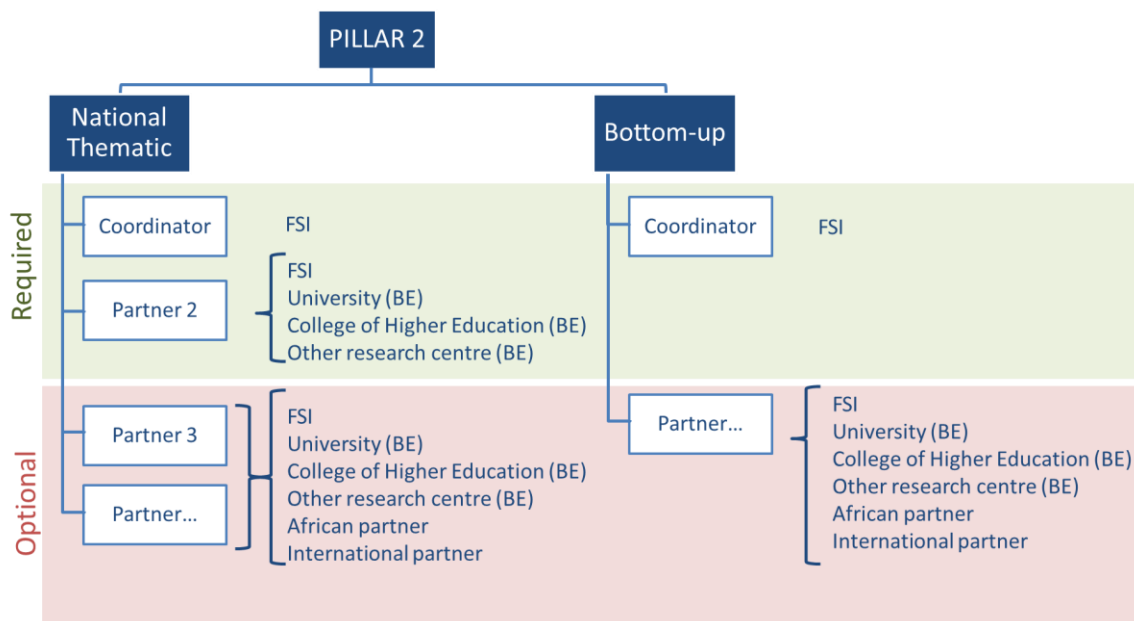 PILLAR 2
National
Thematic
Bottom-up
Required
Coordinator
FSI
Partner 2
FSI
University (BE)
College of Higher Education (BE)
Other research centre (BE)
Coordinator
FSI
Optional
Partner 3
Partner...
FSI
University (BE)
College of Higher Education (BE)
Other research centre (BE)
African partner
International partner
Partner...
FSI
University (BE)
College of Higher Education (BE)
Other research centre (BE)
African partner
International partner